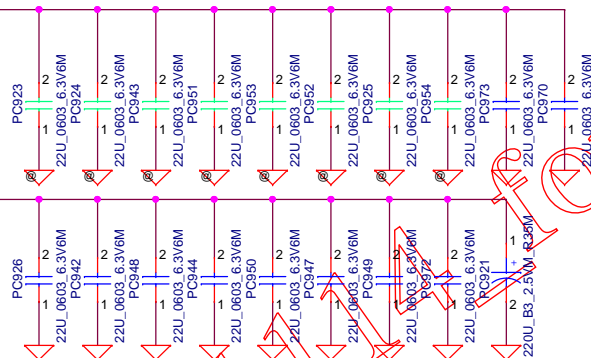 PC923
2
1
22U_0603_6.3V6M
@
PC924
2
1
22U_0603_6.3V6M
@
PC943
2
1
22U_0603_6.3V6M
@
PC951
2
1
22U_0603_6.3V6M
@
PC953
2
1
22U_0603_6.3V6M
@
PC952
2
1
22U_0603_6.3V6M
@
PC925
2
1
22U_0603_6.3V6M
@
PC954
2
1
22U_0603_6.3V6M
@
PC973
2
1
22U_0603_6.3V6M
PC970
2
1
22U_0603_6.3V6M
PC926
2
1
22U_0603_6.3V6M
PC942
2
1
22U_0603_6.3V6M
PC948
2
1
22U_0603_6.3V6M
PC944
2
1
22U_0603_6.3V6M
PC950
2
1
22U_0603_6.3V6M
PC947
2
1
22U_0603_6.3V6M
PC949
2
1
22U_0603_6.3V6M
PC972
2
1
22U_0603_6.3V6M
PC921
1
+
2
220U_B3_2.5VM_R35M